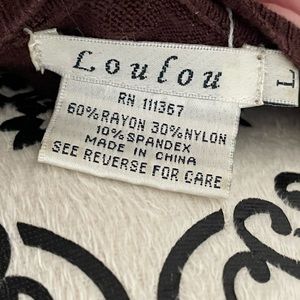 Loulou
L
RN 111367
60%RAYON 30%NYLON
10%SPANDEX
MADE IN CHINA
SEE REVERSE FOR CARE